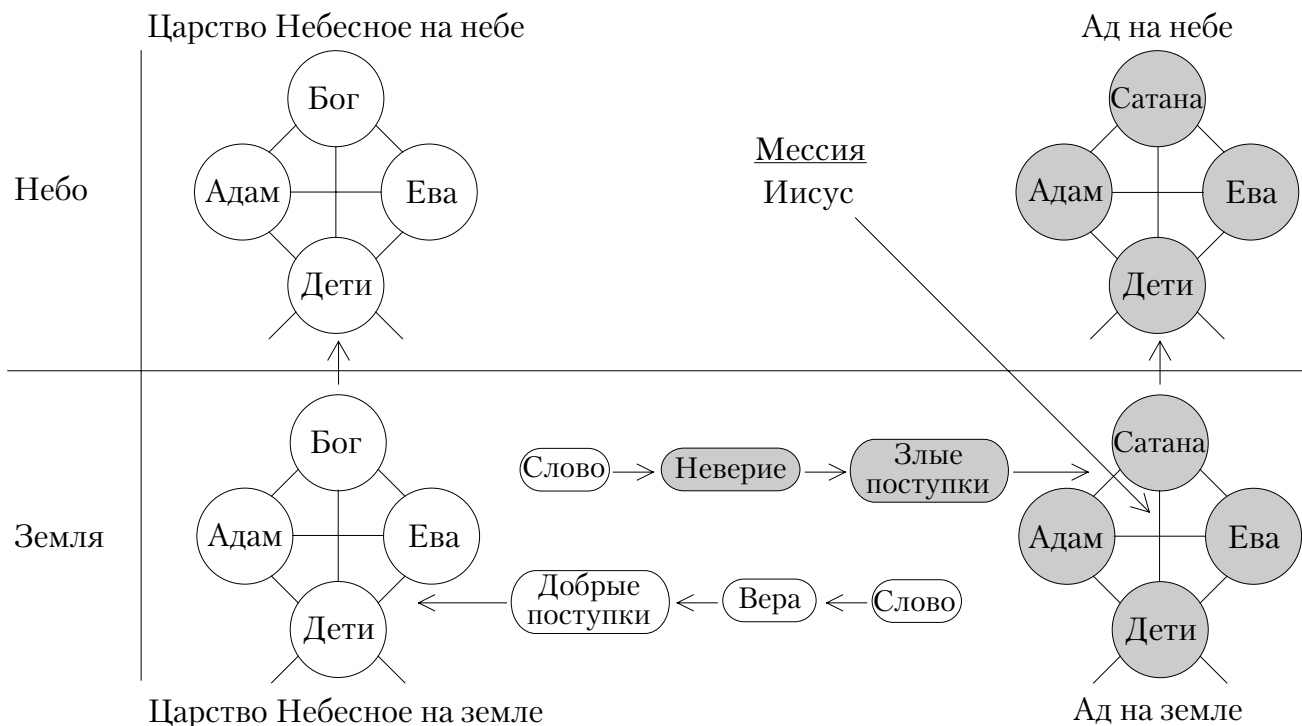 Царство Небесное на небе
Ад на небе
Небо
Бог
Адам
Ева
Дети
Мессия
Иисус
Сатана
Адам
Ева
Дети
Земля
Бог
Адам
Ева
Дети
Слово
Неверие
Злые
поступки
Добрые
поступки
Вера
Слово
Сатана
Адам
Ева
Дети
Царство Небесное на земле
Ад на земле